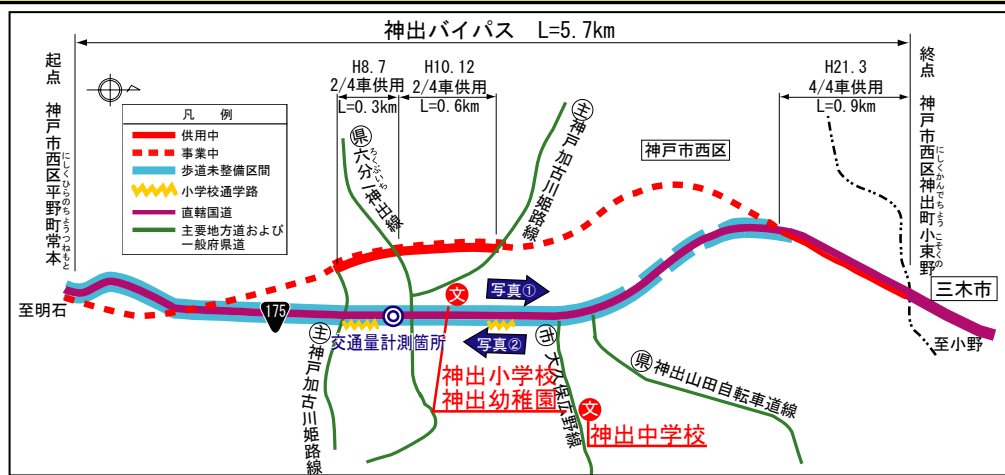 神出バイパス L=5.7km
起点 神戸市西区平野町常本
にしくひらのちょうつねもと
終点 神戸市西区神出町小束野
にしくかんでちょうこそくの
H8.7
2/4車供用
L=0.3km
H10.12
2/4車供用
L=0.6km
H21.3
4/4車供用
L=0.9km
凡 例
供用中
事業中
歩道未整備区間
小学校通学路
直轄国道
主要地方道および
一般府県道
県 六分一神出線
ろくぶいち
主 神戸加古川姫路線
神戸市西区
文
写真①
三木市
至明石
175
交通量計測箇所
写真②
至小野
主 神戸加古川姫路線
神出小学校
神出幼稚園
市 大久保広野線
県 神出山田自転車道線
文
神出中学校